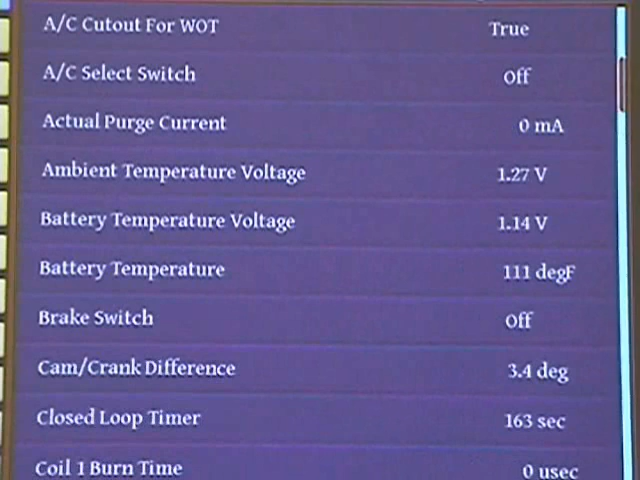 A/C Cutout For WOT True
A/C Select Switch Off
Actual Purge Current 0 mA
Ambient Temperature Voltage 1.27 V
Battery Temperature Voltage 1.14 V
Battery Temperature 111 degF
Brake Switch Off
Cam/Crank Difference 3.4 deg
Closed Loop Timer 163 sec
Coil 1 Burn Time 0 usec